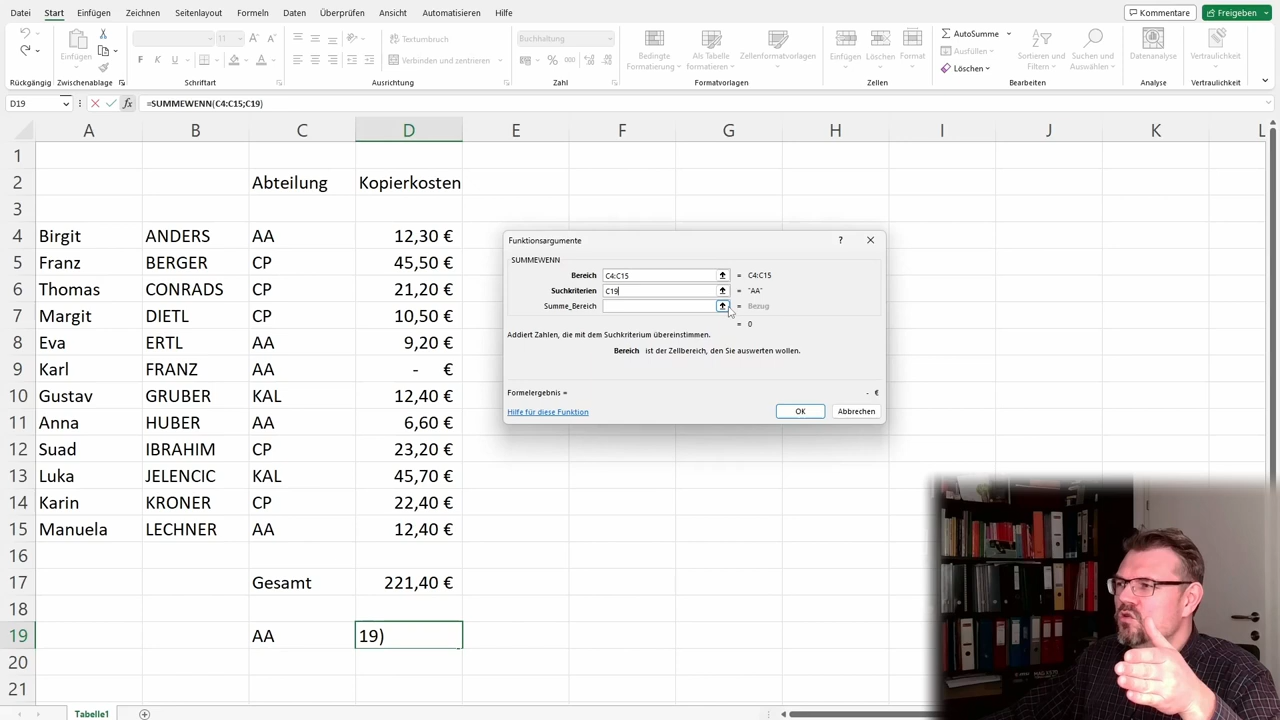 Datei Start Einfügen Zeichnen Seitenlayout Formeln Daten Überprüfen Ansicht Automatisieren Hilfe Kommentare Freigeben
Einfügen
11
Textumbruch
Buchhaltung
Bedingte Formatierung
Als Tabelle Formatieren
Zellenformatvorlagen
Einfügen Löschen Format
AutoSumme
Ausfüllen
Löschen
Sortieren und Filtern
Suchen und Auswählen
Datenanalyse
Vertraulichkeit
F K U
Verbinden und zentrieren
%
000
Rückgängig Zwischenablage Schriftart Ausrichtung Zahl Formatvorlagen Zellen Bearbeiten Analyse Vertraulichkeit
D19 fx =SUMMEWENN(C4:C15;C19)
A B C D E F G H I J K L
1
2 Abteilung Kopierkosten
3
4 Birgit ANDERS AA 12,30 €
5 Franz BERGER CP 45,50 €
6 Thomas CONRADS CP 21,20 €
7 Margit DIETL CP 10,50 €
8 Eva ERTL AA 9,20 €
9 Karl FRANZ AA - €
10 Gustav GRUBER KAL 12,40 €
11 Anna HUBER AA 6,60 €
12 Suad IBRAHIM CP 23,20 €
13 Luka JELENCIC KAL 45,70 €
14 Karin KRONER CP 22,40 €
15 Manuela LECHNER AA 12,40 €
16
17 Gesamt 221,40 €
18
19 AA 19)
20
21
Funktionsargumente ?
SUMMEWENN
Bereich C4:C15 = C4:C15
Suchkriterien C19 = "AA"
Summe_Bereich = Bezug
= 0
Addiert Zahlen, die mit dem Suchkriterium übereinstimmen.
Bereich ist der Zellbereich, den Sie auswerten wollen.
Formelergebnis = - €
Hilfe für diese Funktion OK Abbrechen
Tabelle1